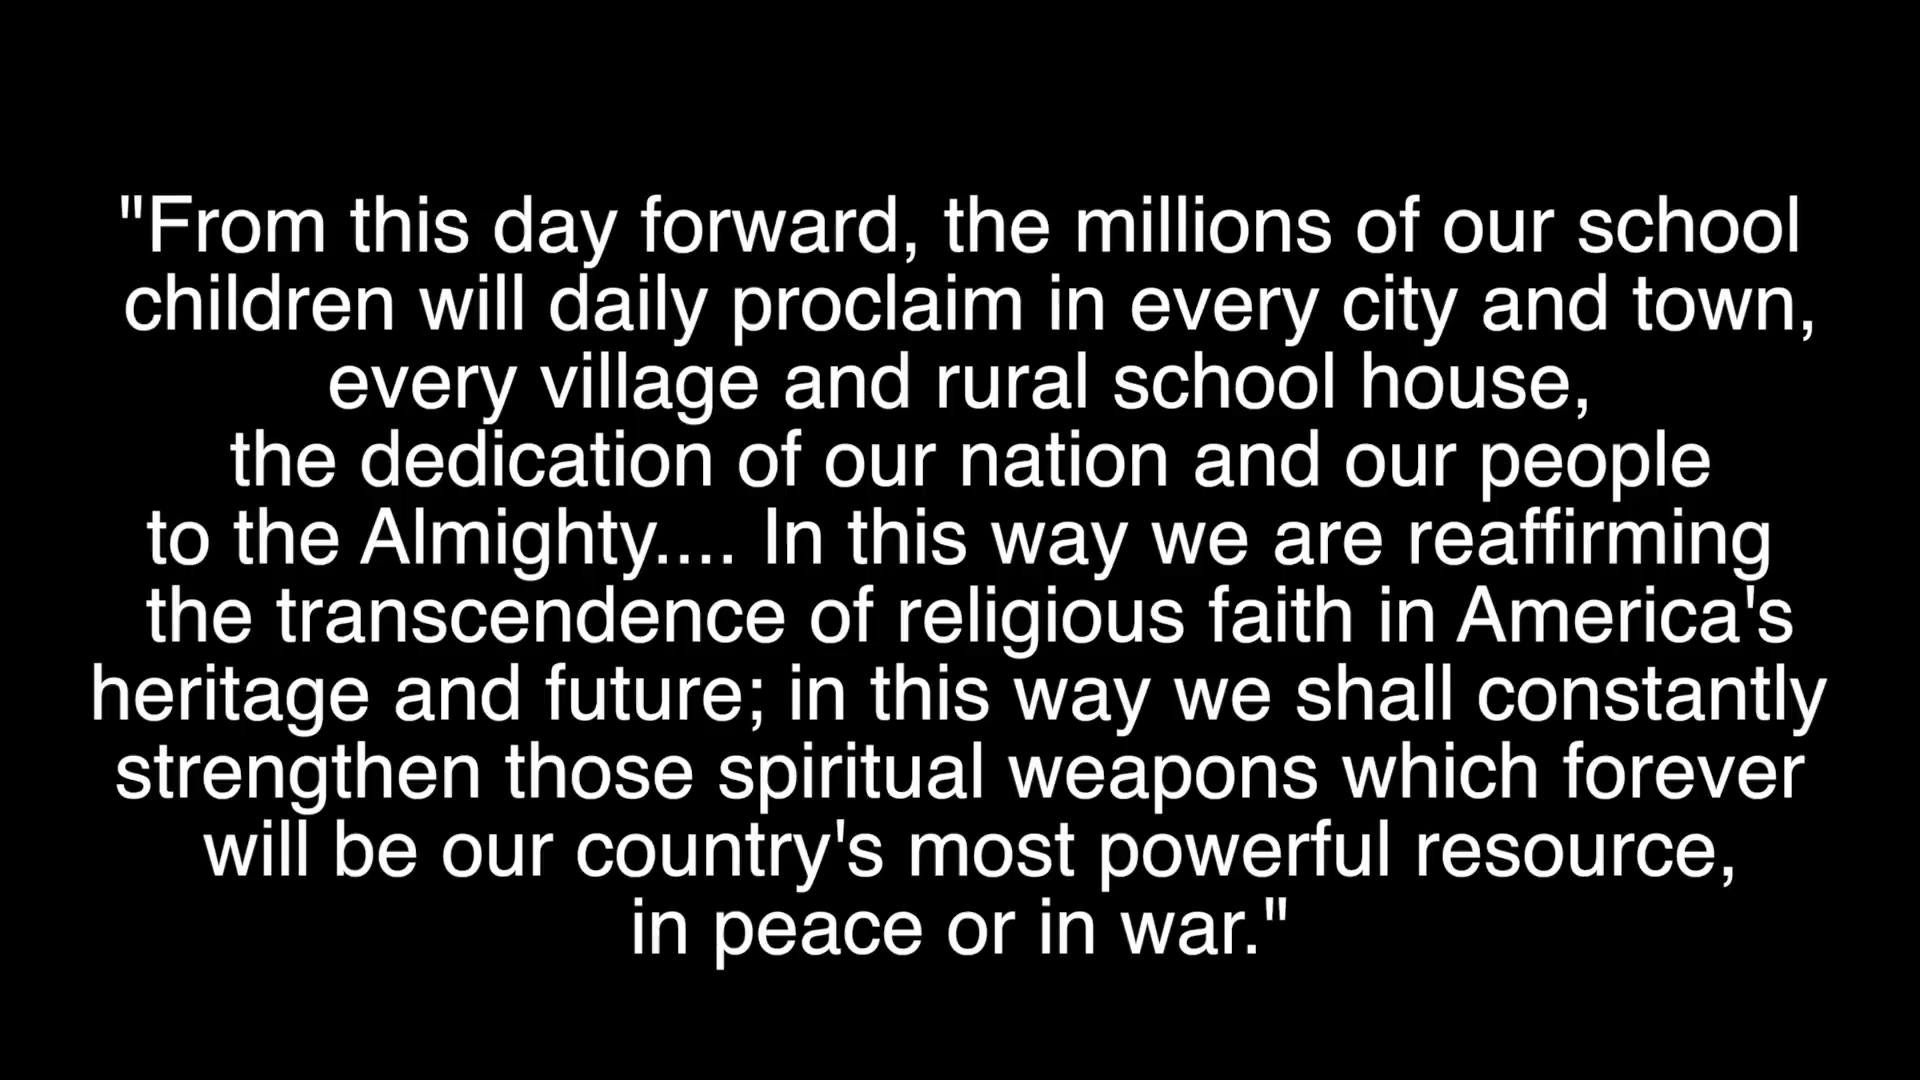 "From this day forward, the millions of our school
children will daily proclaim in every city and town,
every village and rural school house,
the dedication of our nation and our people
to the Almighty.... In this way we are reaffirming
the transcendence of religious faith in America's
heritage and future; in this way we shall constantly
strengthen those spiritual weapons which forever
will be our country's most powerful resource,
in peace or in war."